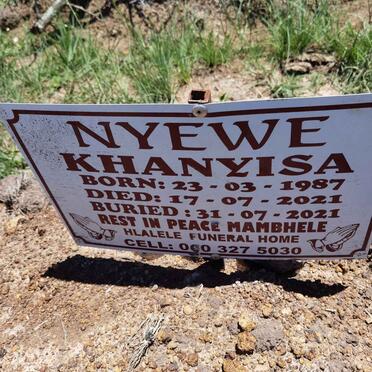 NYEWE
KHANYISA
BORN: 23 - 03 - 1987
DIED: 17 - 07 - 2021
BURIED: 31 - 07 - 2021
REST IN PEACE MAMBHELE
HLALELE FUNERAL HOME
CELL: 060 327 5030